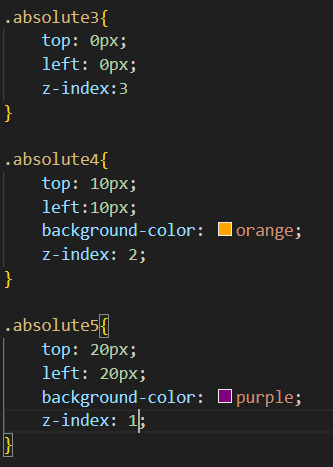 .absolute3{
    top: 0px;
    left: 0px;
    z-index:3
}

.absolute4{
    top: 10px;
    left:10px;
    background-color: orange;
    z-index: 2;
}

.absolute5{
    top: 20px;
    left: 20px;
    background-color: purple;
    z-index: 1;
}